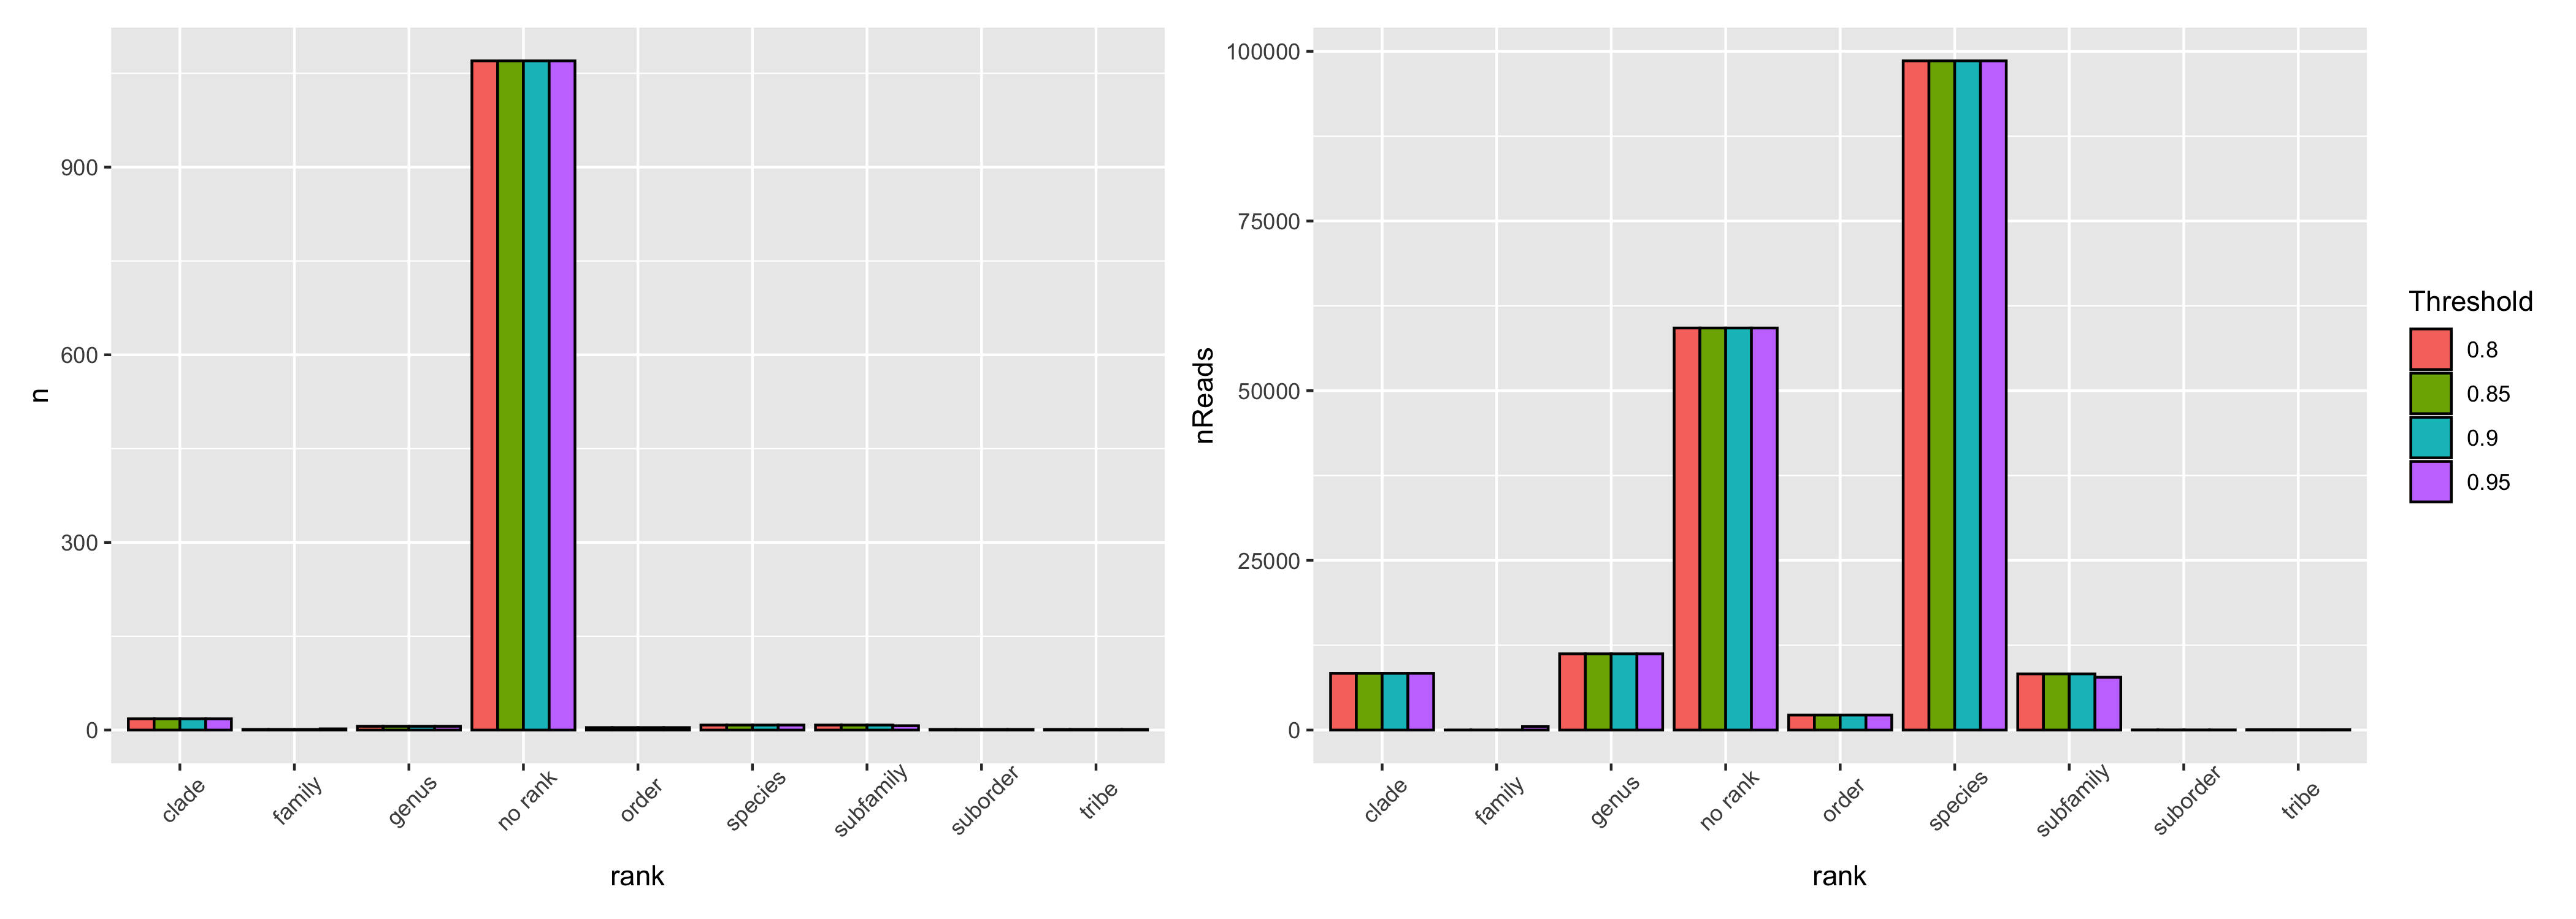 n
900
600
300
0
clade
family
genus
no rank
order
species
subfamily
suborder
tribe
rank
nReads
100000
75000
50000
25000
0
clade
family
genus
no rank
order
species
subfamily
suborder
tribe
rank
Threshold
0.8
0.85
0.9
0.95